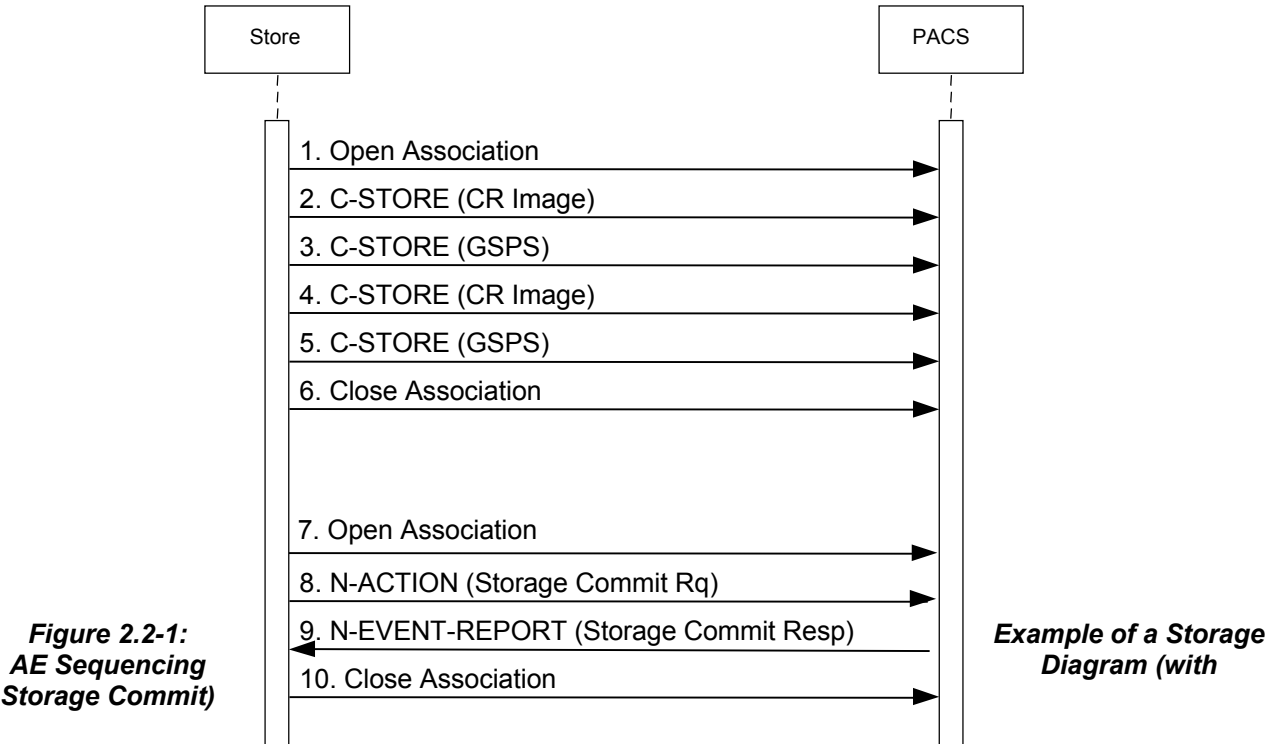 Store
PACS
1. Open Association
2. C-STORE (CR Image)
3. C-STORE (GSPS)
4. C-STORE (CR Image)
5. C-STORE (GSPS)
6. Close Association
7. Open Association
8. N-ACTION (Storage Commit Rq)
9. N-EVENT-REPORT (Storage Commit Resp)
10. Close Association
Figure 2.2-1:
AE Sequencing
Storage Commit)
Example of a Storage
Diagram (with